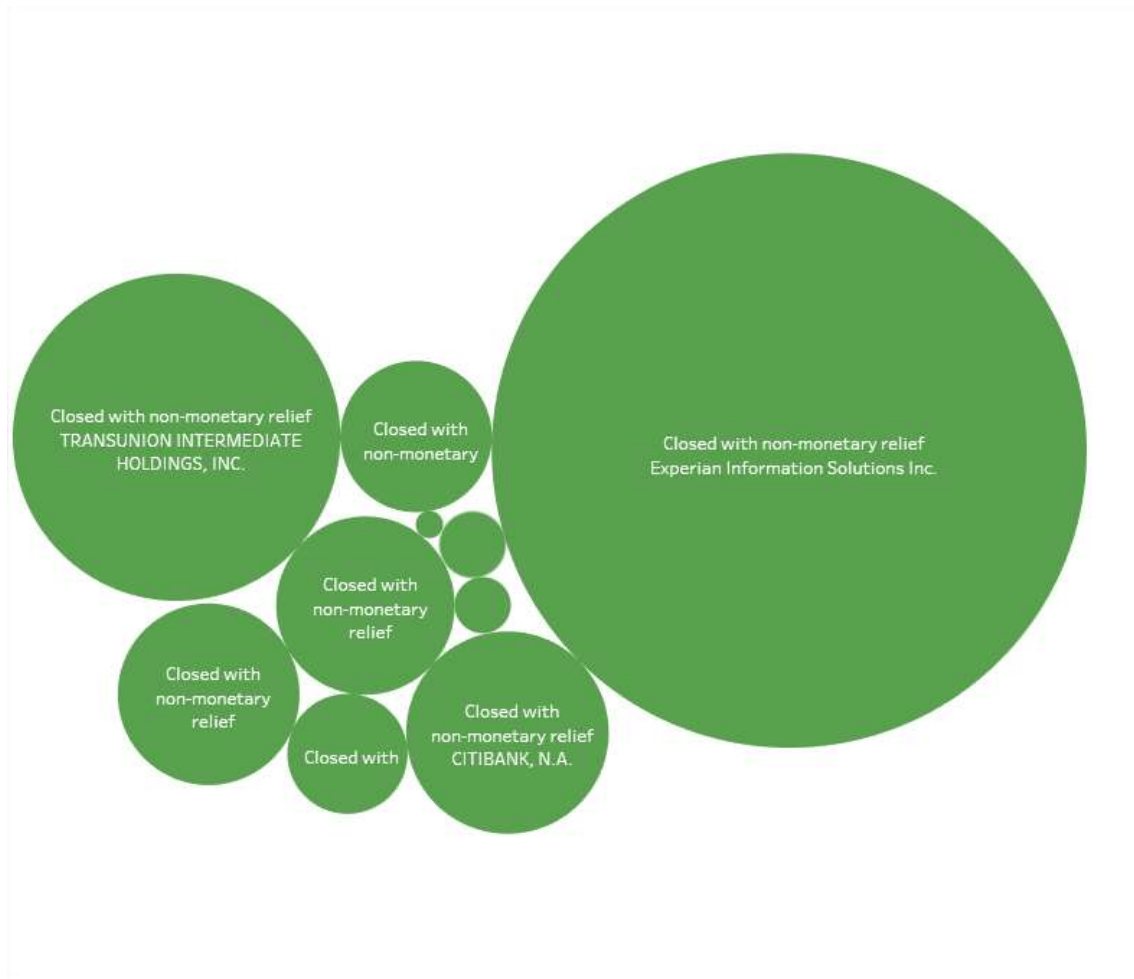 Closed with non-monetary relief
TRANSUNION INTERMEDIATE
HOLDINGS, INC.
Closed with
non-monetary
Closed with non-monetary relief
Experian Information Solutions Inc.
Closed with
non-monetary
relief
Closed with
non-monetary
relief
Closed with
non-monetary relief
CITIBANK, N.A.
Closed with